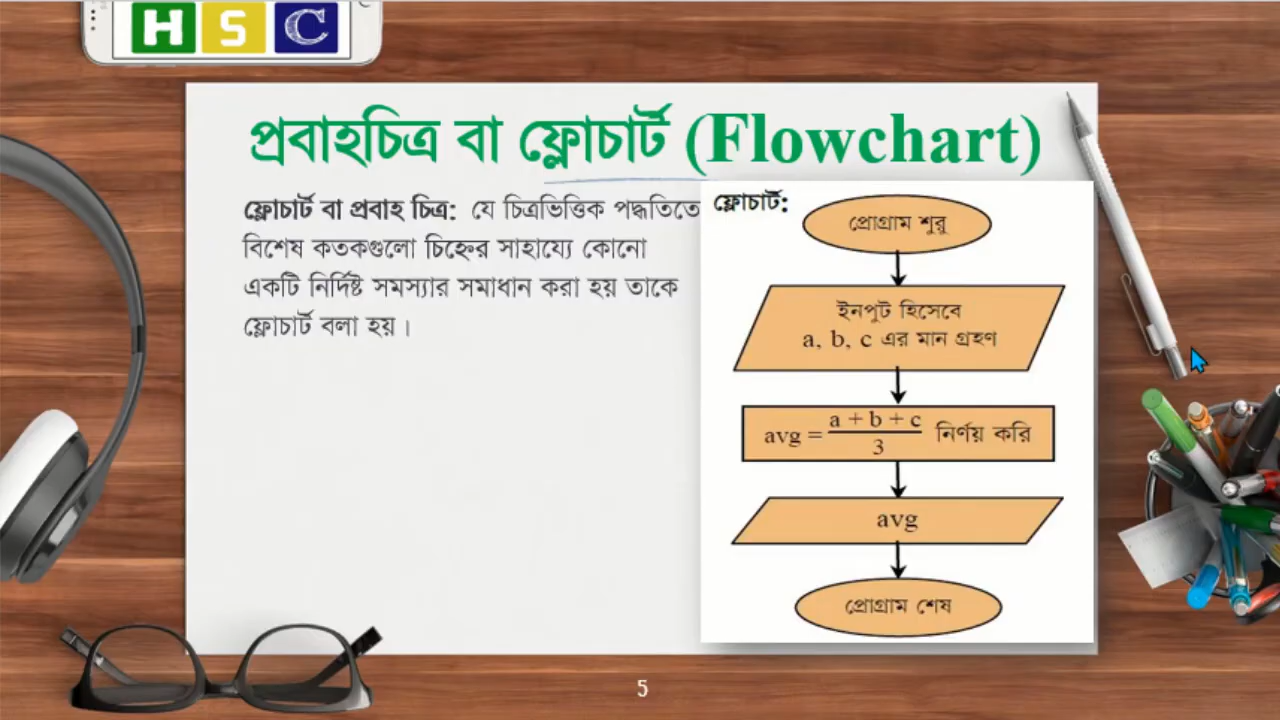 HSC
প্রবাহচিত্র বা ফ্লোচার্ট (Flowchart)
ফ্লোচার্ট বা প্রবাহ চিত্র: যে চিত্রভিত্তিক পদ্ধতিতে
বিশেষ কতকগুলো চিহ্নের সাহায্যে কোনো
একটি নির্দিষ্ট সমস্যার সমাধান করা হয় তাকে
ফ্লোচার্ট বলা হয়।
ফ্লোচার্ট:
প্রোগ্রাম শুরু
ইনপুট হিসেবে
a, b, c এর মান গ্রহণ
avg = a + b + c / 3 নির্ণয় করি
avg
প্রোগ্রাম শেষ
5